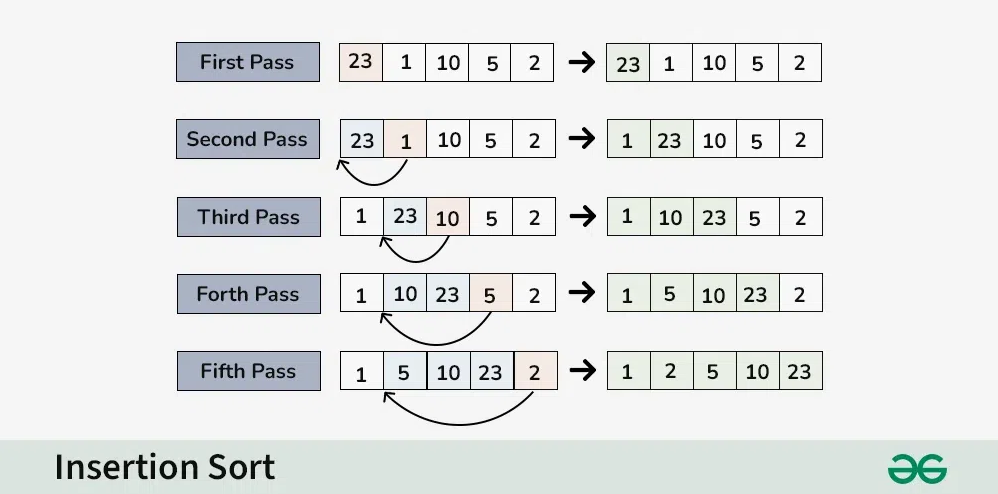 First Pass 23 1 10 5 2 → 23 1 10 5 2
Second Pass 23 1 10 5 2 → 1 23 10 5 2
Third Pass 1 23 10 5 2 → 1 10 23 5 2
Forth Pass 1 10 23 5 2 → 1 5 10 23 2
Fifth Pass 1 5 10 23 2 → 1 2 5 10 23
Insertion Sort